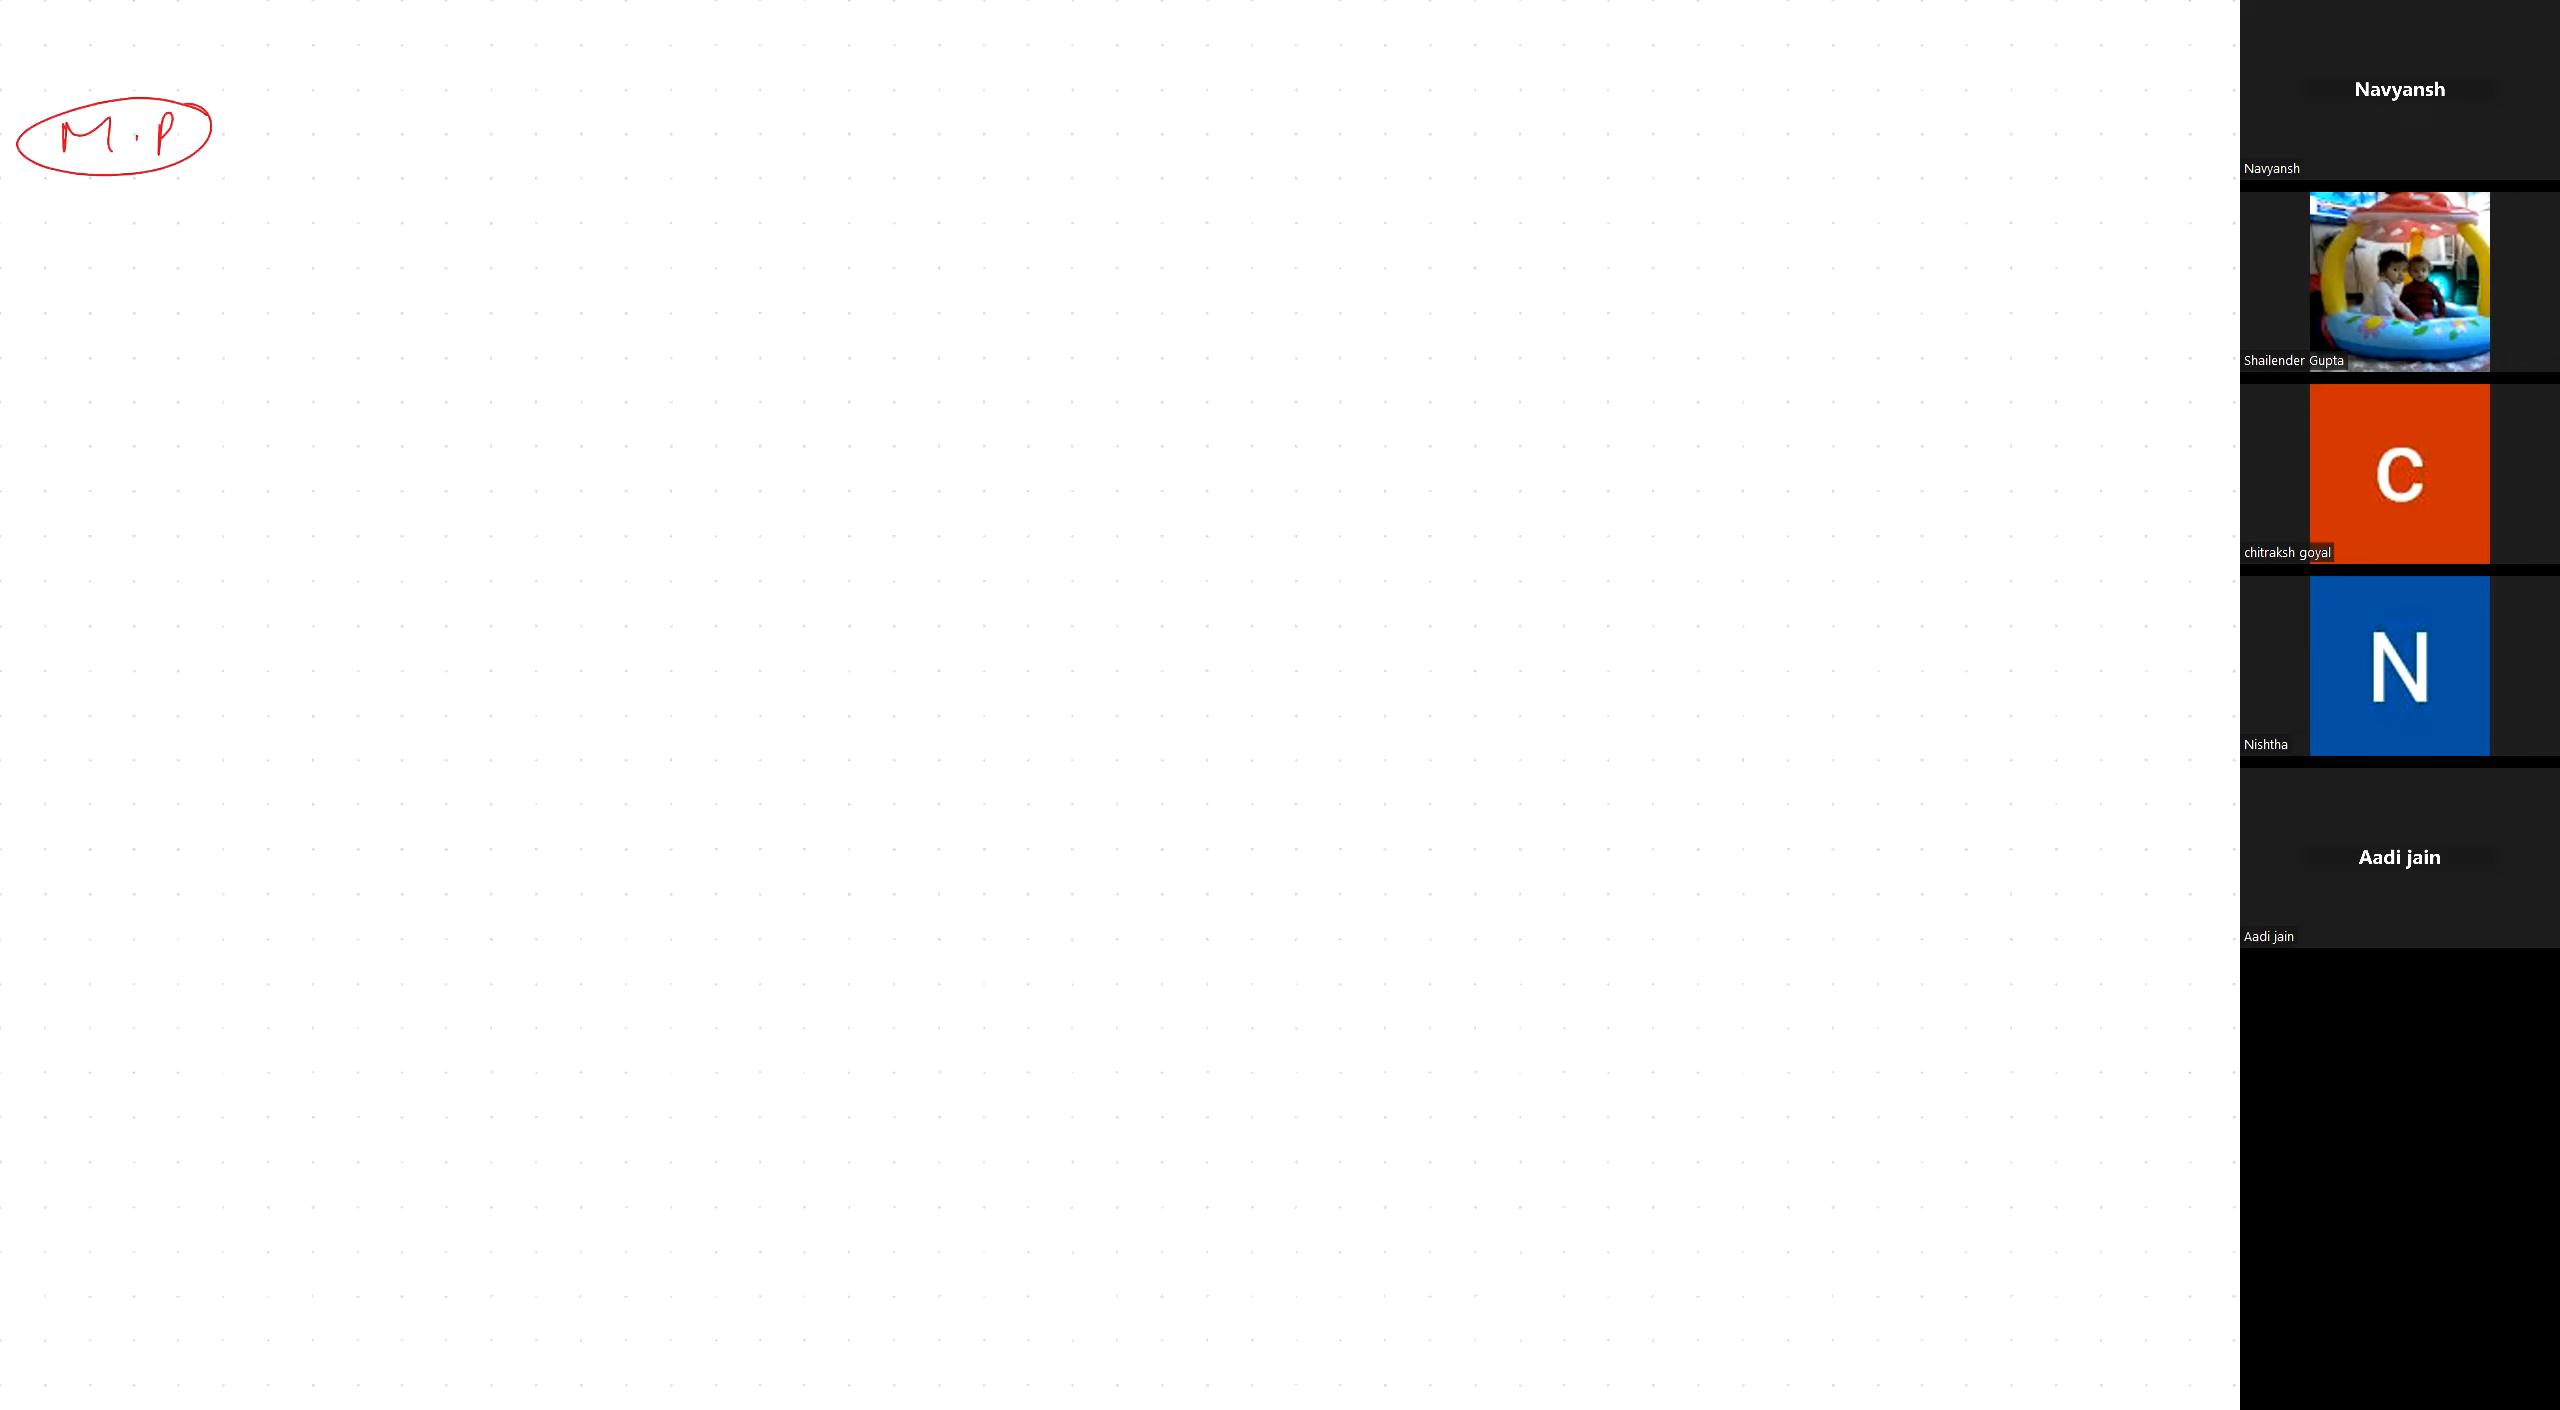 M.P
Navyansh
Navyansh
Shailender Gupta
C
chitraksh goyal
N
Nishtha
Aadi jain
Aadi jain